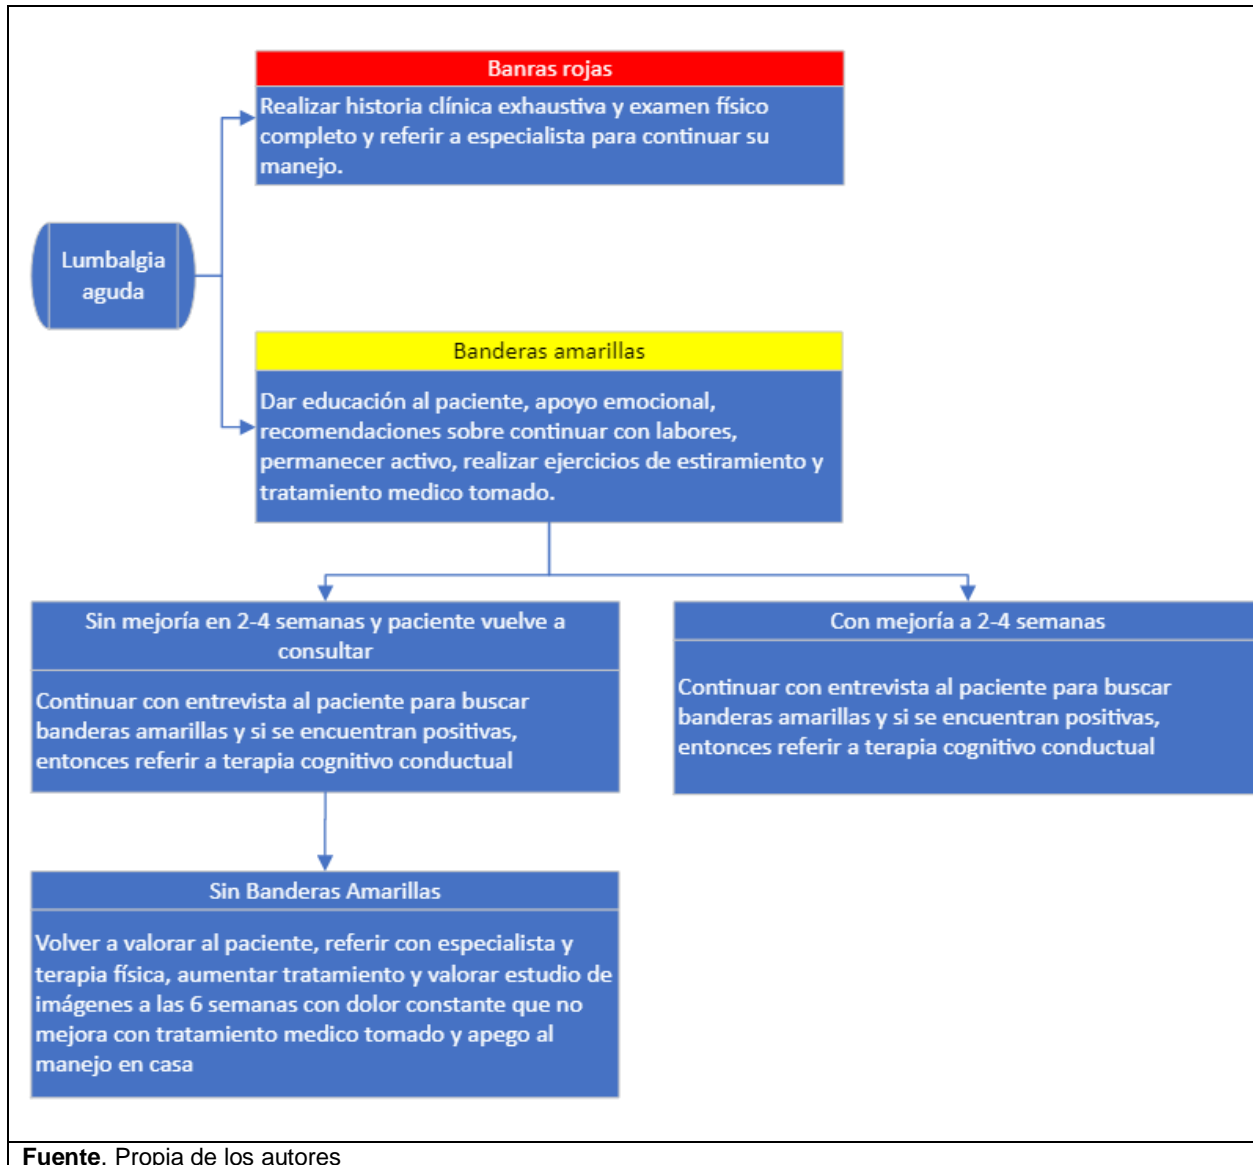 Banras rojas
Realizar historia clínica exhaustiva y examen físico
completo y referir a especialista para continuar su
manejo.
Lumbalgia
aguda
Banderas amarillas
Dar educación al paciente, apoyo emocional,
recomendaciones sobre continuar con labores,
permanecer activo, realizar ejercicios de estiramiento y
tratamiento medico tomado.
Sin mejoría en 2-4 semanas y paciente vuelve a
consultar
Continuar con entrevista al paciente para buscar
banderas amarillas y si se encuentran positivas,
entonces referir a terapia cognitivo conductual
Con mejoría a 2-4 semanas
Continuar con entrevista al paciente para buscar
banderas amarillas y si se encuentran positivas,
entonces referir a terapia cognitivo conductual
Sin Banderas Amarillas
Volver a valorar al paciente, referir con especialista y
terapia física, aumentar tratamiento y valorar estudio de
imágenes a las 6 semanas con dolor constante que no
mejora con tratamiento medico tomado y apego al
manejo en casa
Fuente. Propia de los autores